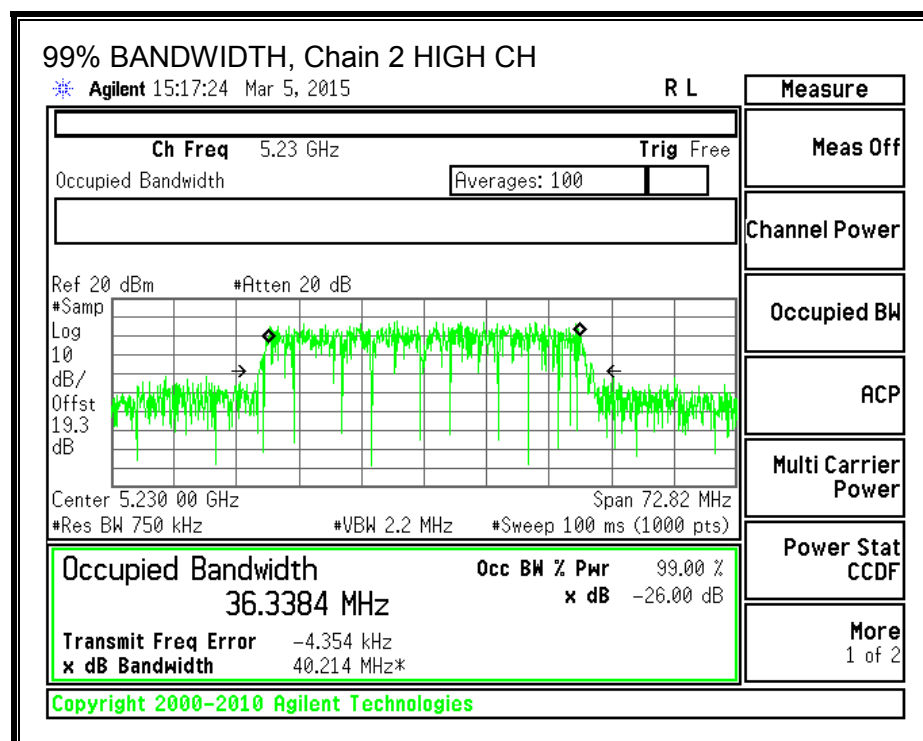 99% BANDWIDTH, Chain 2 HIGH CH
Agilent 15:17:24 Mar 5, 2015 R L
Measure
Ch Freq 5.23 GHz Trig Free
Occupied Bandwidth Averages: 100
Meas Off
Channel Power
Occupied BW
ACP
Multi Carrier
Power
Power Stat
CCDF
More
1 of 2
Ref 20 dBm #Atten 20 dB
#Samp
Log
10
dB/
Offst
19.3
dB
Center 5.230 00 GHz Span 72.82 MHz
#Res BW 750 kHz #VBW 2.2 MHz #Sweep 100 ms (1000 pts)
Occupied Bandwidth Occ BW % Pwr 99.00 %
36.3384 MHz x dB -26.00 dB
Transmit Freq Error -4.354 kHz
x dB Bandwidth 40.214 MHz*
Copyright 2000-2010 Agilent Technologies